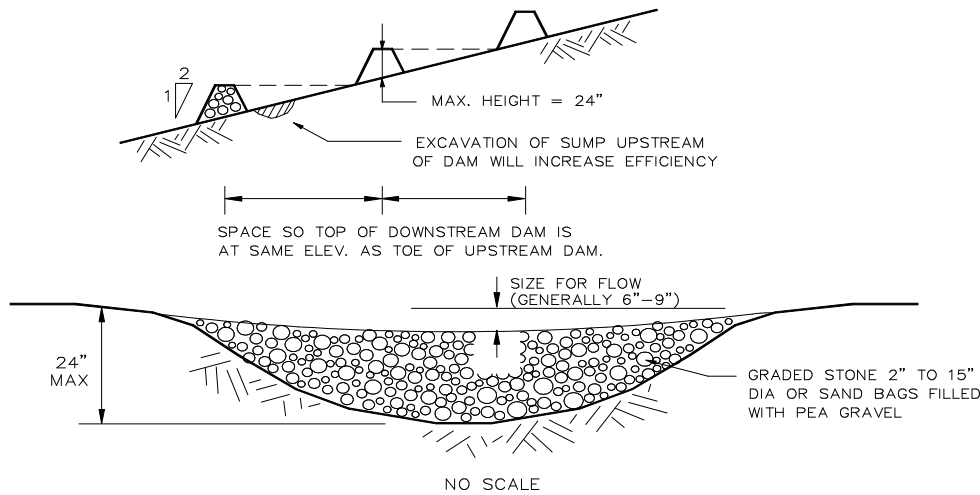 2
1
MAX. HEIGHT = 24"
EXCAVATION OF SUMP UPSTREAM
OF DAM WILL INCREASE EFFICIENCY
SPACE SO TOP OF DOWNSTREAM DAM IS
AT SAME ELEV. AS TOE OF UPSTREAM DAM.
SIZE FOR FLOW
(GENERALLY 6"–9")
24"
MAX
GRADED STONE 2" TO 15"
DIA OR SAND BAGS FILLED
WITH PEA GRAVEL
NO SCALE